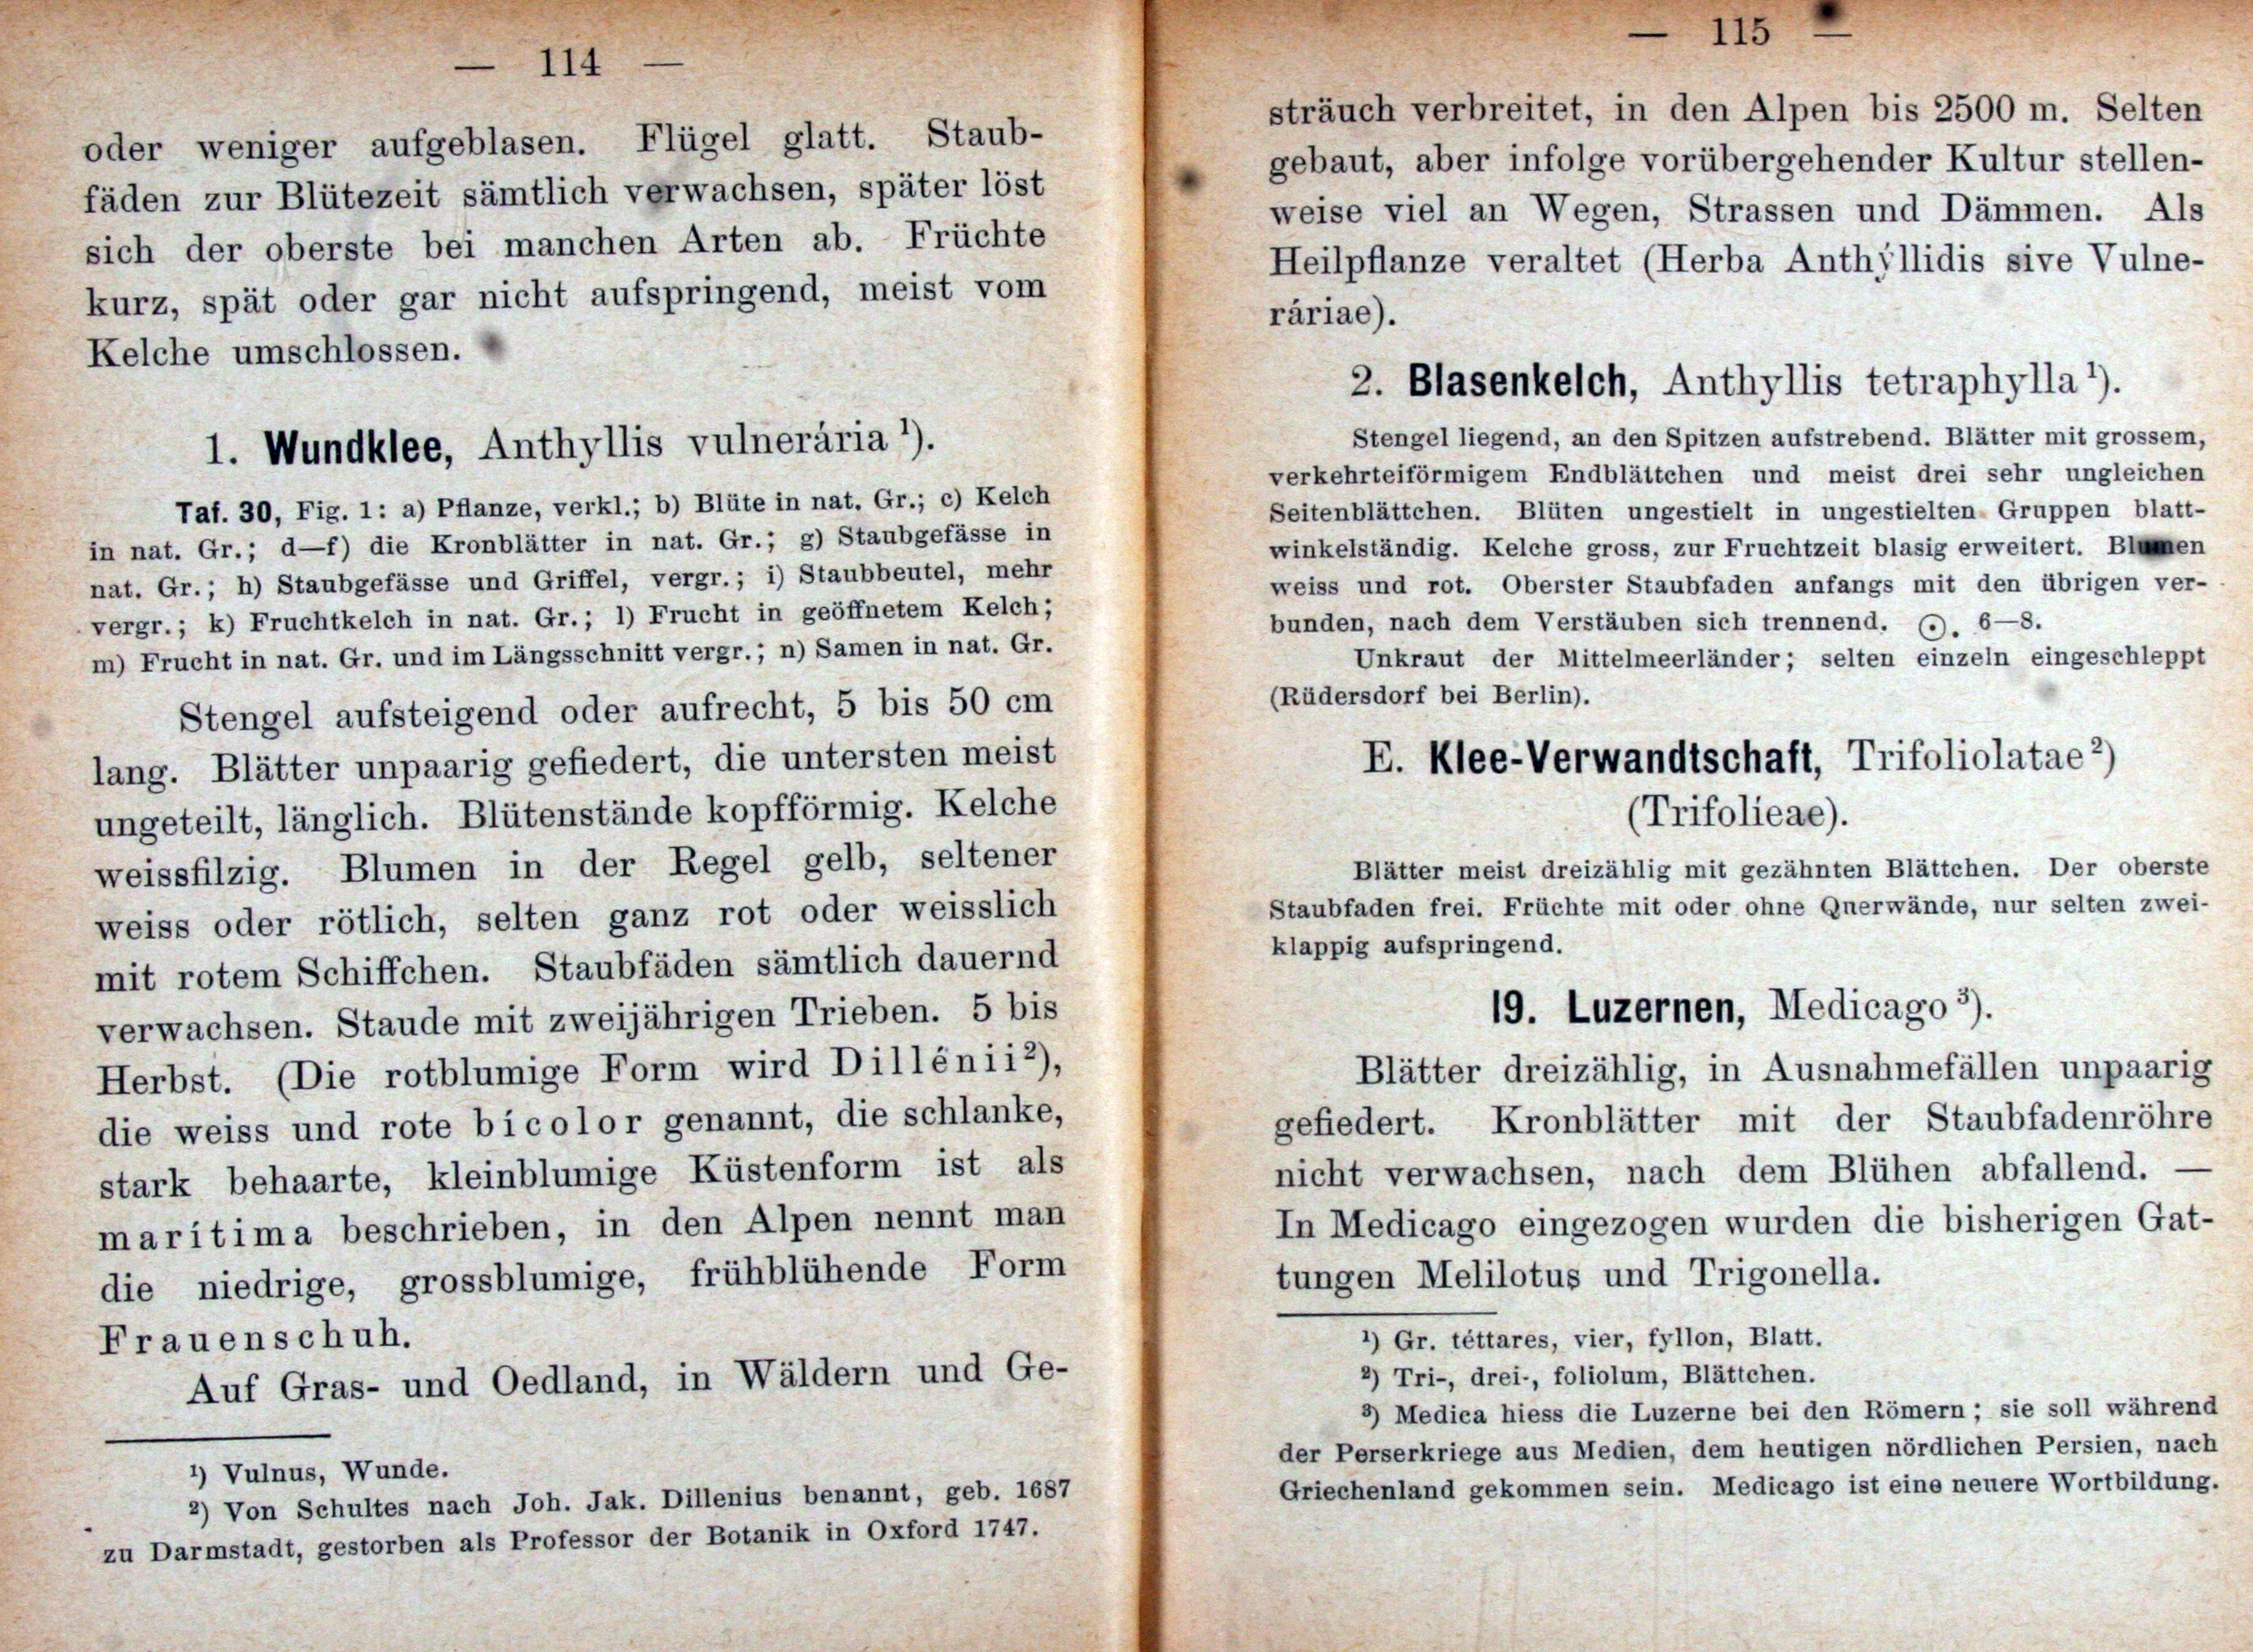 — 114 —
oder weniger aufgeblasen. Flügel glatt. Staub-
fäden zur Blütezeit sämtlich verwachsen, später löst
sich der oberste bei manchen Arten ab. Früchte
kurz, spät oder gar nicht aufspringend, meist vom
Kelche umschlossen.
1. Wundklee, Anthyllis vulnerária ¹).
Taf. 30, Fig. 1: a) Pflanze, verkl.; b) Blüte in nat. Gr.; c) Kelch
in nat. Gr.; d—f) die Kronblätter in nat. Gr.; g) Staubgefässe in
nat. Gr.; h) Staubgefässe und Griffel, vergr.; i) Staubbeutel, mehr
vergr.; k) Fruchtkelch in nat. Gr.; l) Frucht in geöffnetem Kelch;
m) Frucht in nat. Gr. und im Längsschnitt vergr.; n) Samen in nat. Gr.
Stengel aufsteigend oder aufrecht, 5 bis 50 cm
lang. Blätter unpaarig gefiedert, die untersten meist
ungeteilt, länglich. Blütenstände kopfförmig. Kelche
weissfilzig. Blumen in der Regel gelb, seltener
weiss oder rötlich, selten ganz rot oder weisslich
mit rotem Schiffchen. Staubfäden sämtlich dauernd
verwachsen. Staude mit zweijährigen Trieben. 5 bis
Herbst. (Die rotblumige Form wird Dillénii²),
die weiss und rote bícolor genannt, die schlanke,
stark behaarte, kleinblumige Küstenform ist als
marítima beschrieben, in den Alpen nennt man
die niedrige, grossblumige, frühblühende Form
Frauenschuh.
Auf Gras- und Oedland, in Wäldern und Ge-
¹) Vulnus, Wunde.
²) Von Schultes nach Joh. Jak. Dillenius benannt, geb. 1687
zu Darmstadt, gestorben als Professor der Botanik in Oxford 1747.
— 115 —
sträuch verbreitet, in den Alpen bis 2500 m. Selten
gebaut, aber infolge vorübergehender Kultur stellen-
weise viel an Wegen, Strassen und Dämmen. Als
Heilpflanze veraltet (Herba Anthýllidis sive Vulne-
ráriae).
2. Blasenkelch, Anthyllis tetraphylla ¹).
Stengel liegend, an den Spitzen aufstrebend. Blätter mit grossem,
verkehrteiförmigem Endblättchen und meist drei sehr ungleichen
Seitenblättchen. Blüten ungestielt in ungestielten Gruppen blatt-
winkelständig. Kelche gross, zur Fruchtzeit blasig erweitert. Blumen
weiss und rot. Oberster Staubfaden anfangs mit den übrigen ver-
bunden, nach dem Verstäuben sich trennend. ⊙. 6—8.
Unkraut der Mittelmeerländer; selten einzeln eingeschleppt
(Rüdersdorf bei Berlin).
E. Klee-Verwandtschaft, Trifoliolatae ²)
(Trifolieae).
Blätter meist dreizählig mit gezähnten Blättchen. Der oberste
Staubfaden frei. Früchte mit oder ohne Querwände, nur selten zwei-
klappig aufspringend.
19. Luzernen, Medicago ³).
Blätter dreizählig, in Ausnahmefällen unpaarig
gefiedert. Kronblätter mit der Staubfadenröhre
nicht verwachsen, nach dem Blühen abfallend. —
In Medicago eingezogen wurden die bisherigen Gat-
tungen Melilotus und Trigonella.
¹) Gr. téttares, vier, fyllon, Blatt.
²) Tri-, drei-, foliolum, Blättchen.
³) Medica hiess die Luzerne bei den Römern; sie soll während
der Perserkriege aus Medien, dem heutigen nördlichen Persien, nach
Griechenland gekommen sein. Medicago ist eine neuere Wortbildung.